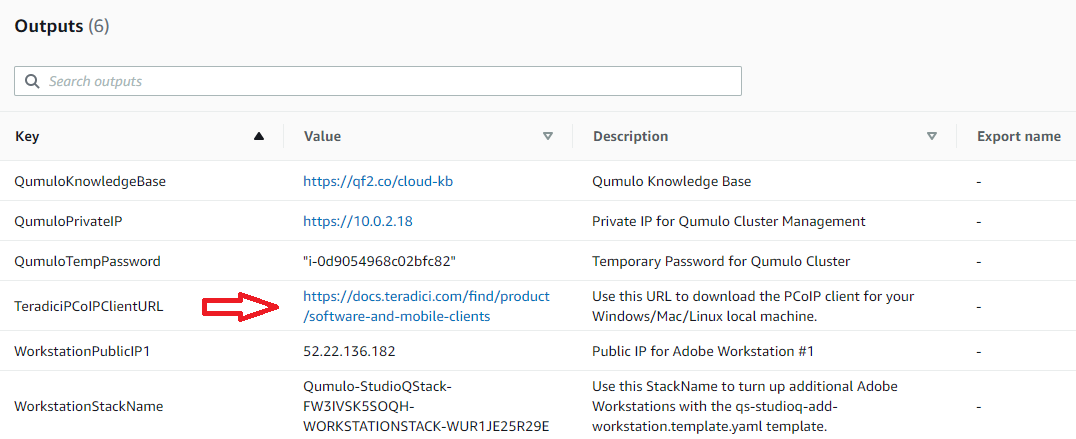 Outputs (6)
Search outputs
Key Value Description Export name
QumuloKnowledgeBase https://qf2.co/cloud-kb Qumulo Knowledge Base -
QumuloPrivateIP https://10.0.2.18 Private IP for Qumulo Cluster Management -
QumuloTempPassword "i-0d9054968c02bfc82" Temporary Password for Qumulo Cluster -
TeradiciPCoIPClientURL https://docs.teradici.com/find/product
/software-and-mobile-clients Use this URL to download the PCoIP client for your
Windows/Mac/Linux local machine. -
WorkstationPublicIP1 52.22.136.182 Public IP for Adobe Workstation #1 -
WorkstationStackName Qumulo-StudioQStack-
FW3IVSK5SOQH-
WORKSTATIONSTACK-WUR1JE25R29E Use this StackName to turn up additional Adobe
Workstations with the qs-studioq-add-
workstation.template.yaml template. -